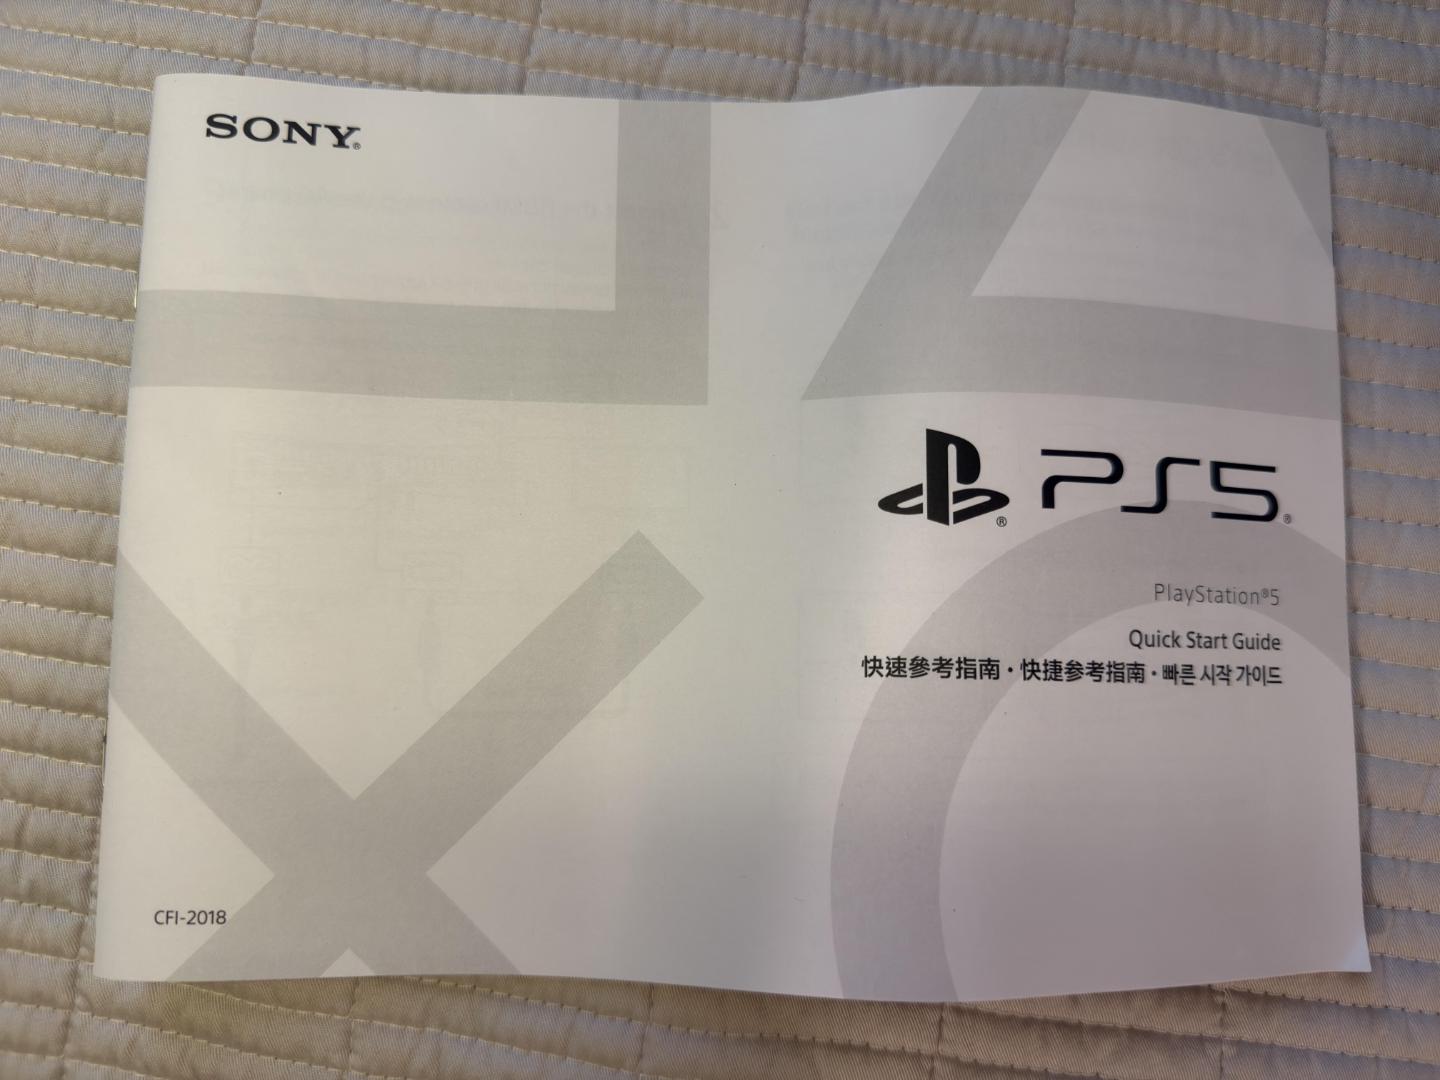 SONY®
PS5®
PlayStation®5
Quick Start Guide
快速參考指南・快捷参考指南・빠른 시작 가이드
CFI-2018